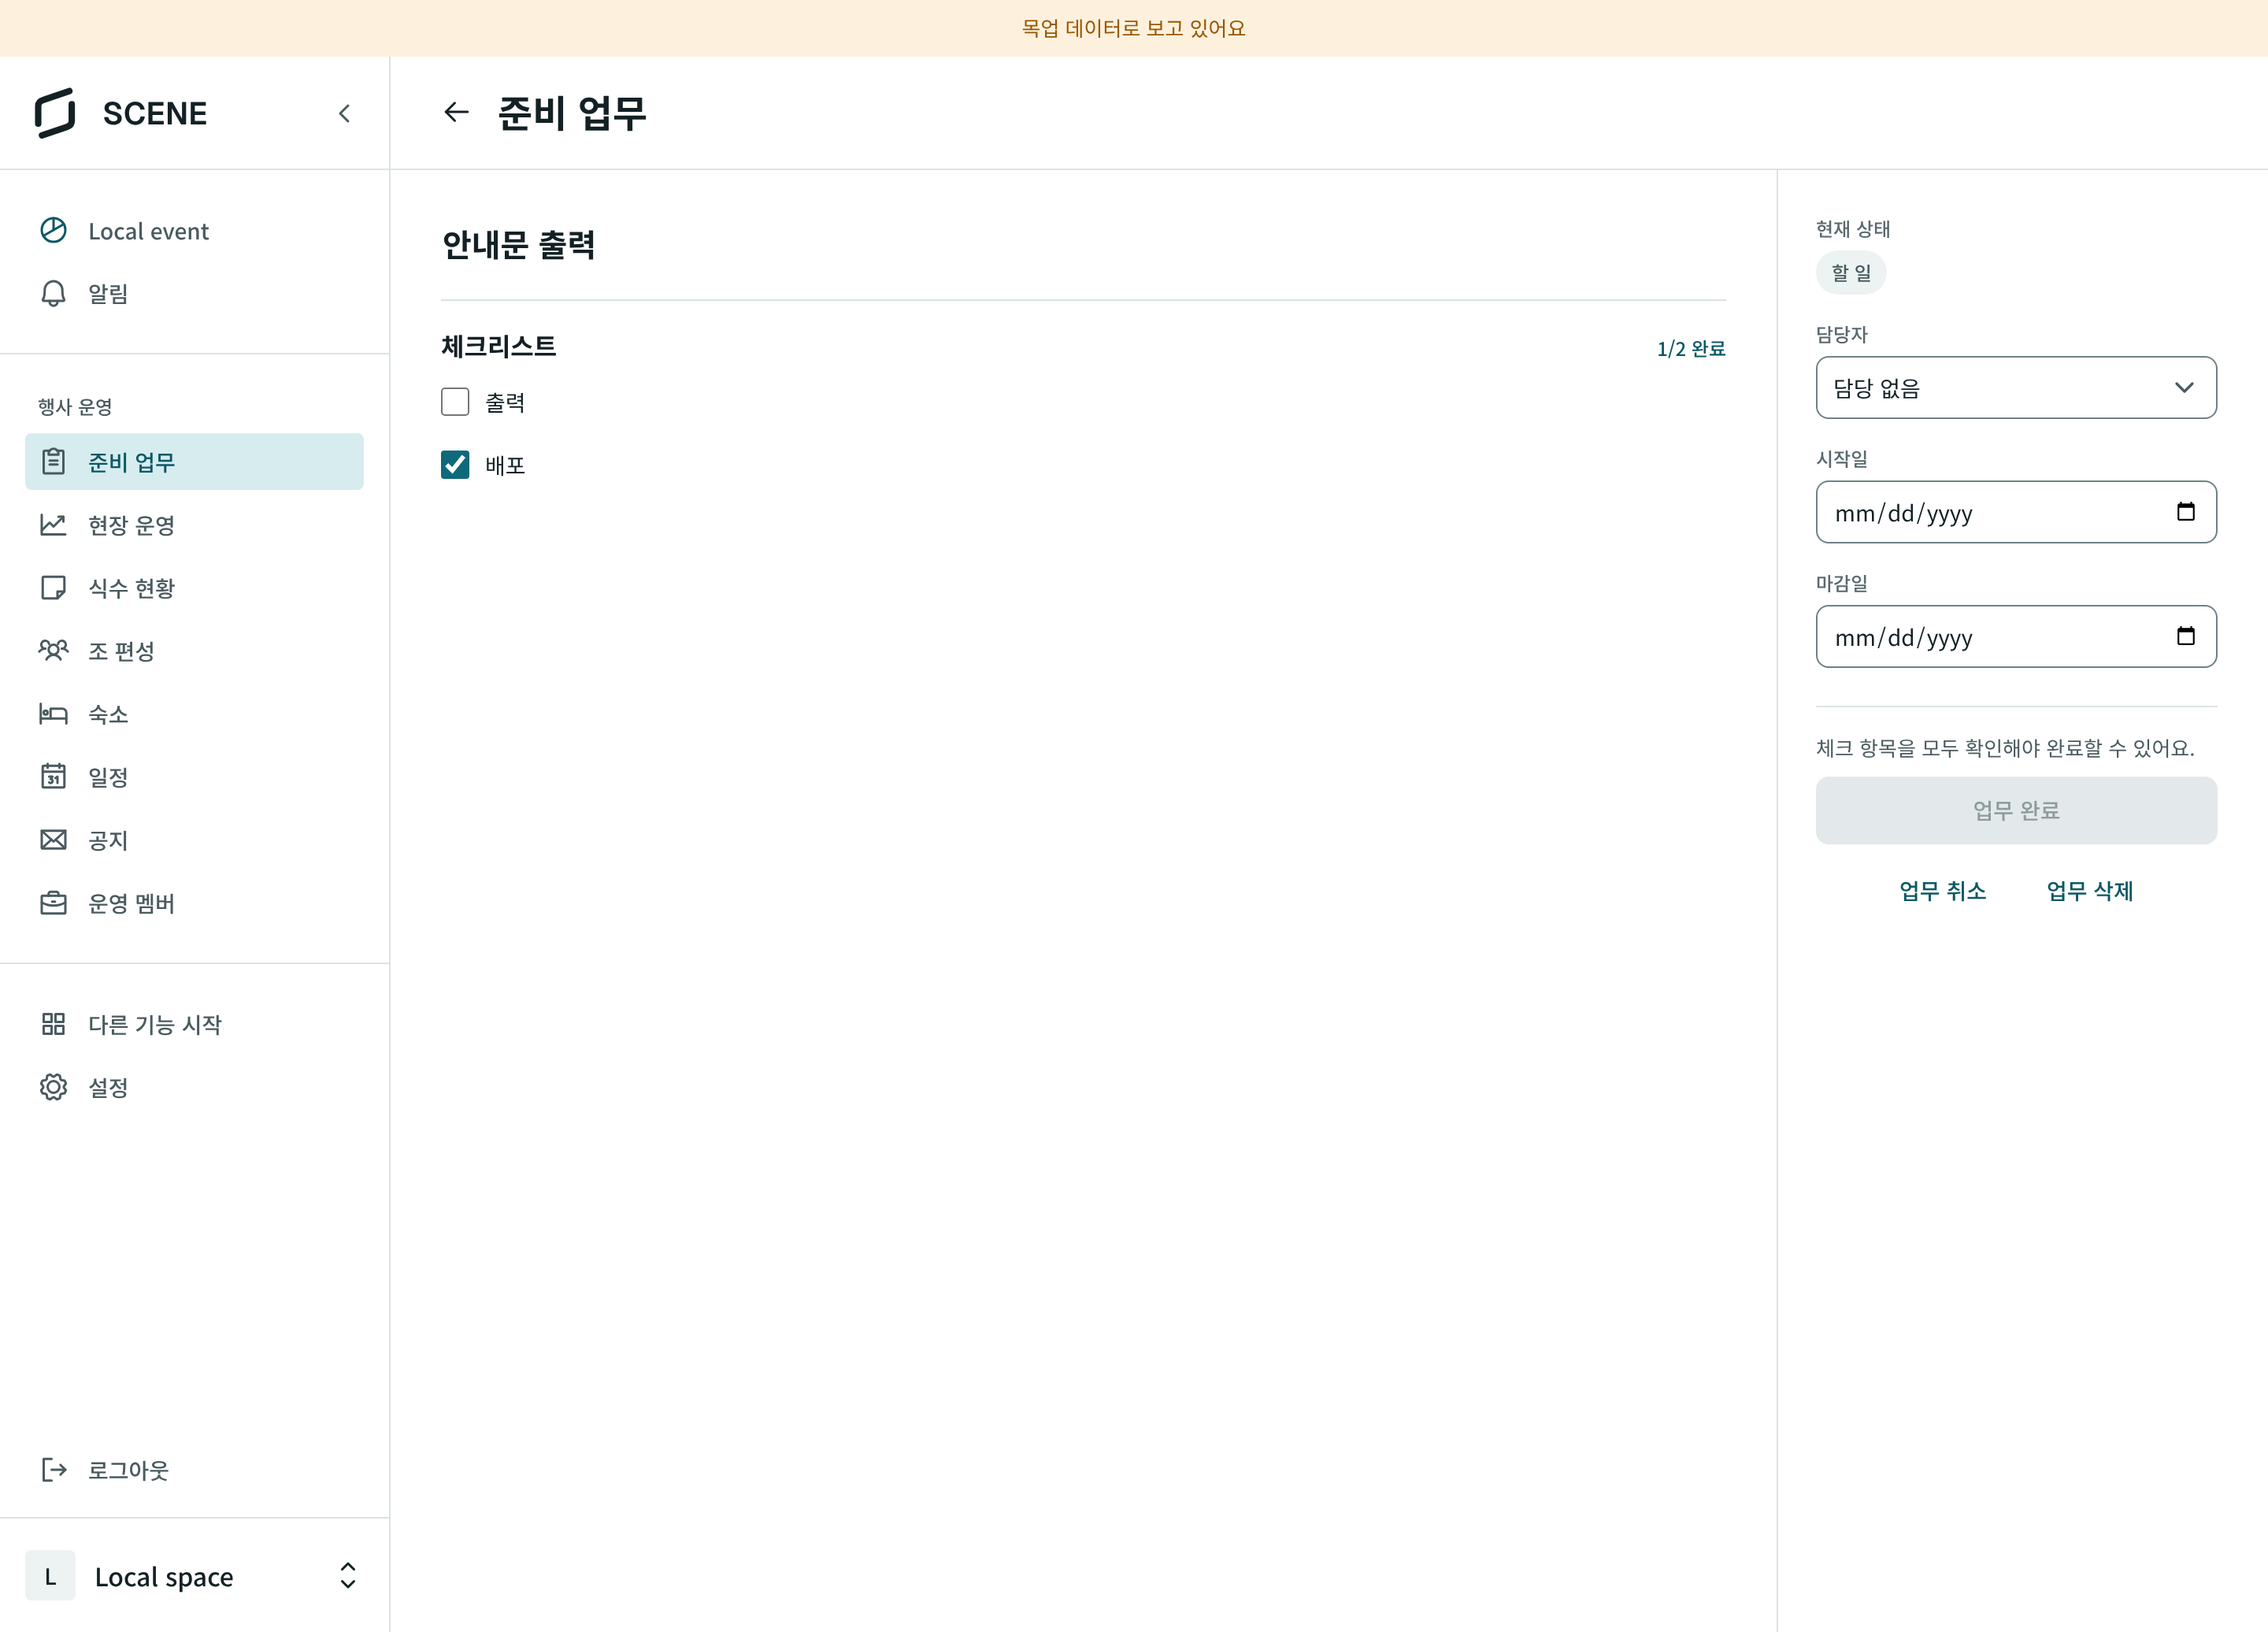 목업 데이터로 보고 있어요
SCENE
준비 업무
Local event
알림
행사 운영
준비 업무
현장 운영
식수 현황
조 편성
31
숙소
일정
공지
운영 멤버
다른 기능 시작
설정
로그아웃
L Local space
안내문 출력
체크리스트
1/2 완료
출력
배포
현재 상태
할 일
담당자
담당 없음
시작일
mm/dd/yyyy
마감일
mm/dd/yyyy
체크 항목을 모두 확인해야 완료할 수 있어요.
업무 완료
업무 취소 업무 삭제